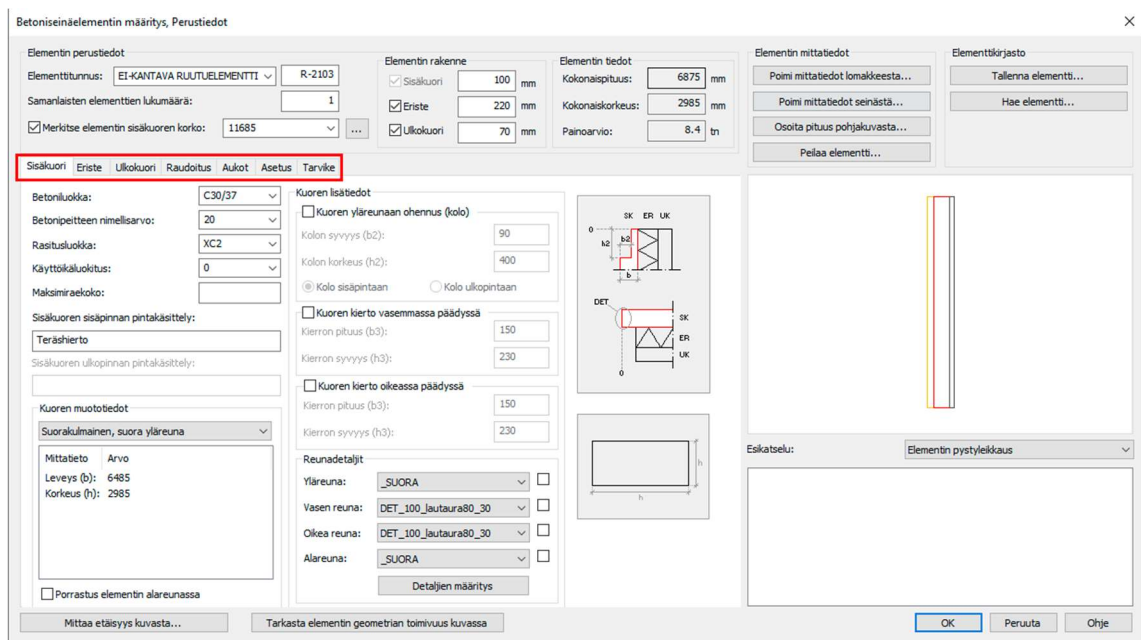 Betoniseinäelementin määritys, Perustiedot
Elementin perustiedot
Elementtitunnus: EI-KANTAVA RUUTUELEMENTTI R-2103
Samanlaisten elementtien lukumäärä: 1
Merkitse elementin sisäkuoren korko: 11685 ...
Elementin rakenne
Sisäkuori 100 mm
Eriste 220 mm
Ulkokuori 70 mm
Elementin tiedot
Kokonaispituus: 6875 mm
Kokonaiskorkeus: 2985 mm
Painoarvio: 8.4 tn
Elementin mittatiedot
Poimi mittatiedot lomakkeesta...
Poimi mittatiedot seinästä...
Osoita pituus pohjakuvasta...
Peilaa elementti...
Elementtikirjasto
Tallenna elementti...
Hae elementti...
Sisäkuori Eriste Ulkokuori Raudoitus Aukot Asetus Tarvike
Betoniluokka: C30/37
Betonipeitteen nimellisarvo: 20
Rasitusluokka: XC2
Käyttöikäluokitus: 0
Maksimiraekoko:
Sisäkuoren sisäpinnan pintakäsittely:
Teräshierto
Sisäkuoren ulkopinnan pintakäsittely:
Kuoren muototiedot
Suorakulmainen, suora yläreuna
Mittatieto Arvo
Leveys (b): 6485
Korkeus (h): 2985
Porrastus elementin alareunassa
Kuoren lisätiedot
Kuoren yläreunaan ohennus (kolo)
Kolon syvyys (b2): 90
Kolon korkeus (h2): 400
Kolo sisäpintaan Kolo ulkopintaan
Kuoren kierto vasemmassa päädyssä
Kierron pituus (b3): 150
Kierron syvyys (h3): 230
Kuoren kierto oikeassa päädyssä
Kierron pituus (b3): 150
Kierron syvyys (h3): 230
Reunadetaljit
Yläreuna: _SUORA
Vasen reuna: DET_100_lautaura80_30
Oikea reuna: DET_100_lautaura80_30
Alareuna: _SUORA
Detaljien määritys
SK ER UK
0
h2
b2
b
DET
SK
ER
UK
0
h
h
Esikatselu: Elementin pystyleikkaus
Mittaa etäisyys kuvasta... Tarkasta elementin geometrian toimivuus kuvassa OK Peruuta Ohje